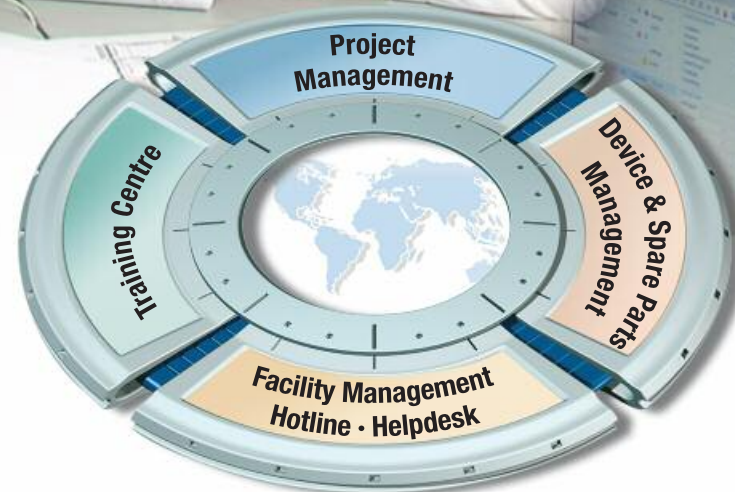 Project
Management
Device & Spare Parts
Management
Facility Management
Hotline · Helpdesk
Training Centre